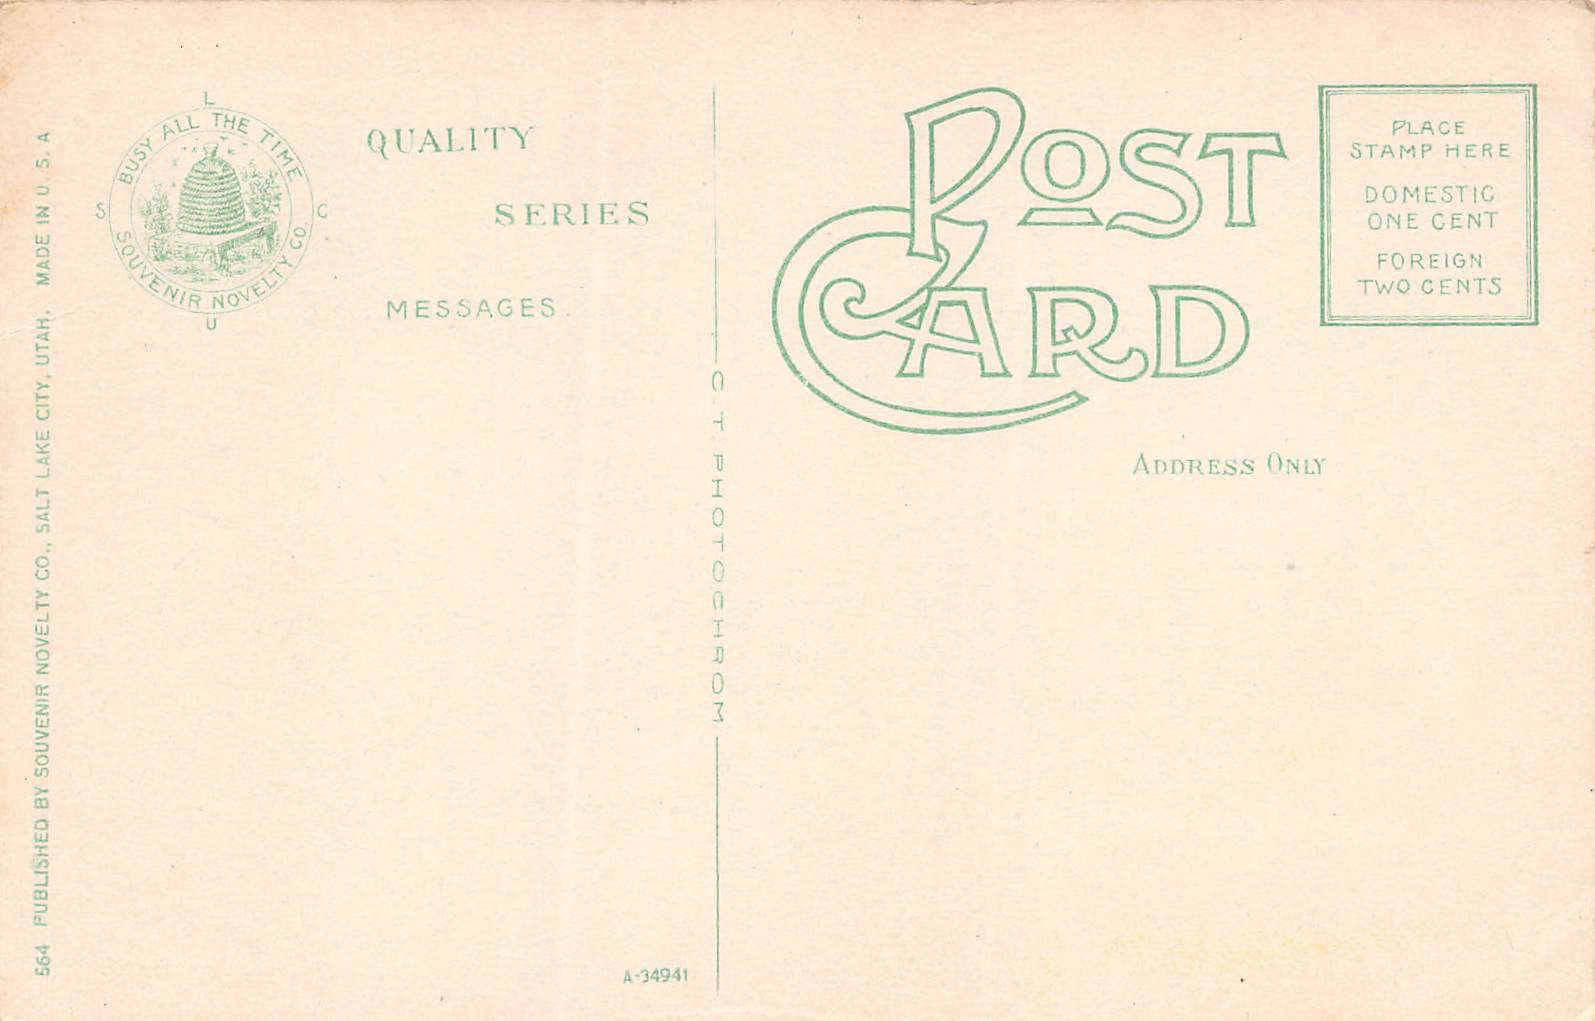 564 PUBLISHED BY SOUVENIR NOVELTY CO., SALT LAKE CITY, UTAH. MADE IN U. S. A
L
S
C
U
BUSY ALL THE TIME
SOUVENIR NOVELTY CO.
QUALITY
SERIES
MESSAGES.
C. T PHOTOCHROM
A-34941
POST
CARD
ADDRESS ONLY
PLACE
STAMP HERE
DOMESTIC
ONE CENT
FOREIGN
TWO CENTS